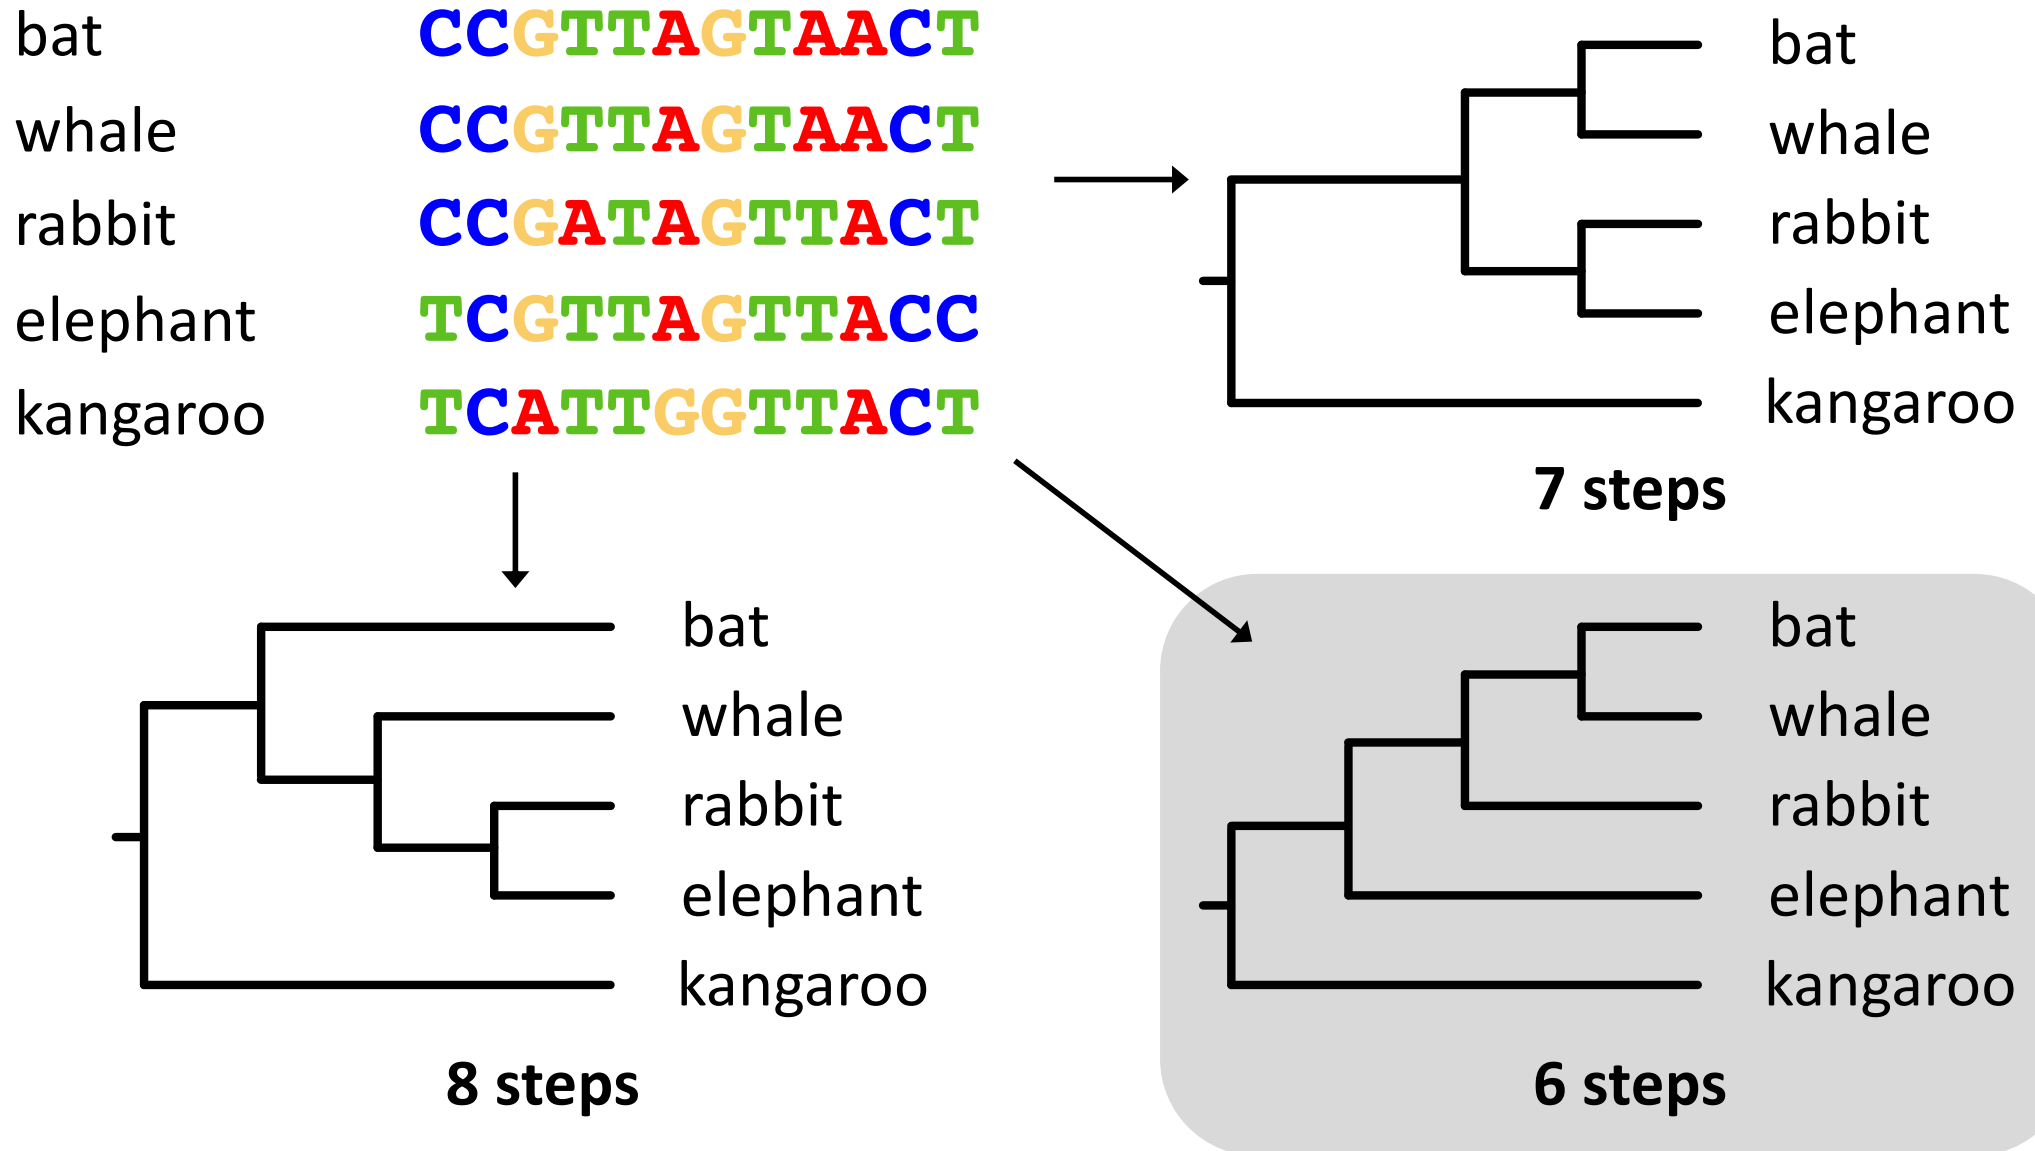 bat CCGTTAGTAACT
whale CCGTTAGTAACT
rabbit CCGATAGTTACT
elephant TCGTTAGTTACC
kangaroo TCATTGGTTACT
bat
whale
rabbit
elephant
kangaroo
7 steps
bat
whale
rabbit
elephant
kangaroo
8 steps
bat
whale
rabbit
elephant
kangaroo
6 steps